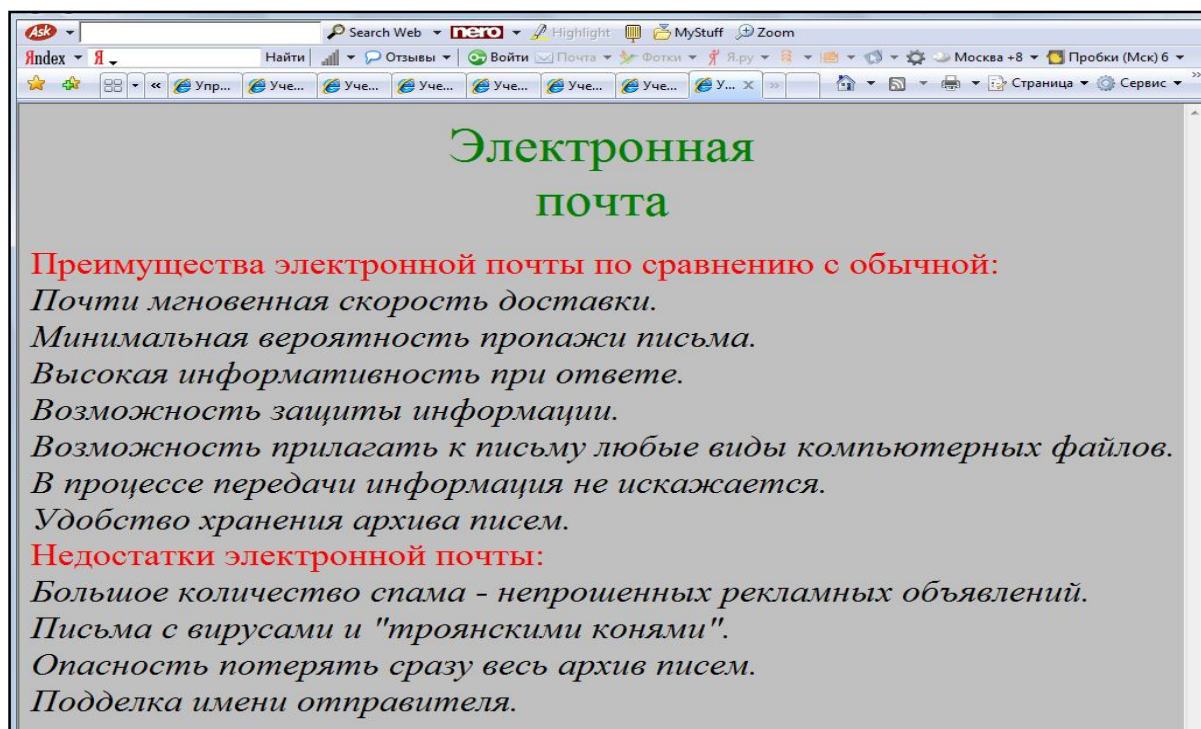 Ask Search Web nero Highlight MyStuff Zoom
Яndex Я Найти Отзывы Войти Почта Фотки Я.ру Москва +8 Пробки (Мск) 6
« Упр... Уче... Уче... Уче... Уче... Уче... Уче... У... X » Страница Сервис »
Электронная
почта
Преимущества электронной почты по сравнению с обычной:
Почти мгновенная скорость доставки.
Минимальная вероятность пропажи письма.
Высокая информативность при ответе.
Возможность защиты информации.
Возможность прилагать к письму любые виды компьютерных файлов.
В процессе передачи информация не искажается.
Удобство хранения архива писем.
Недостатки электронной почты:
Большое количество спама - непрошенных рекламных объявлений.
Письма с вирусами и "троянскими конями".
Опасность потерять сразу весь архив писем.
Подделка имени отправителя.